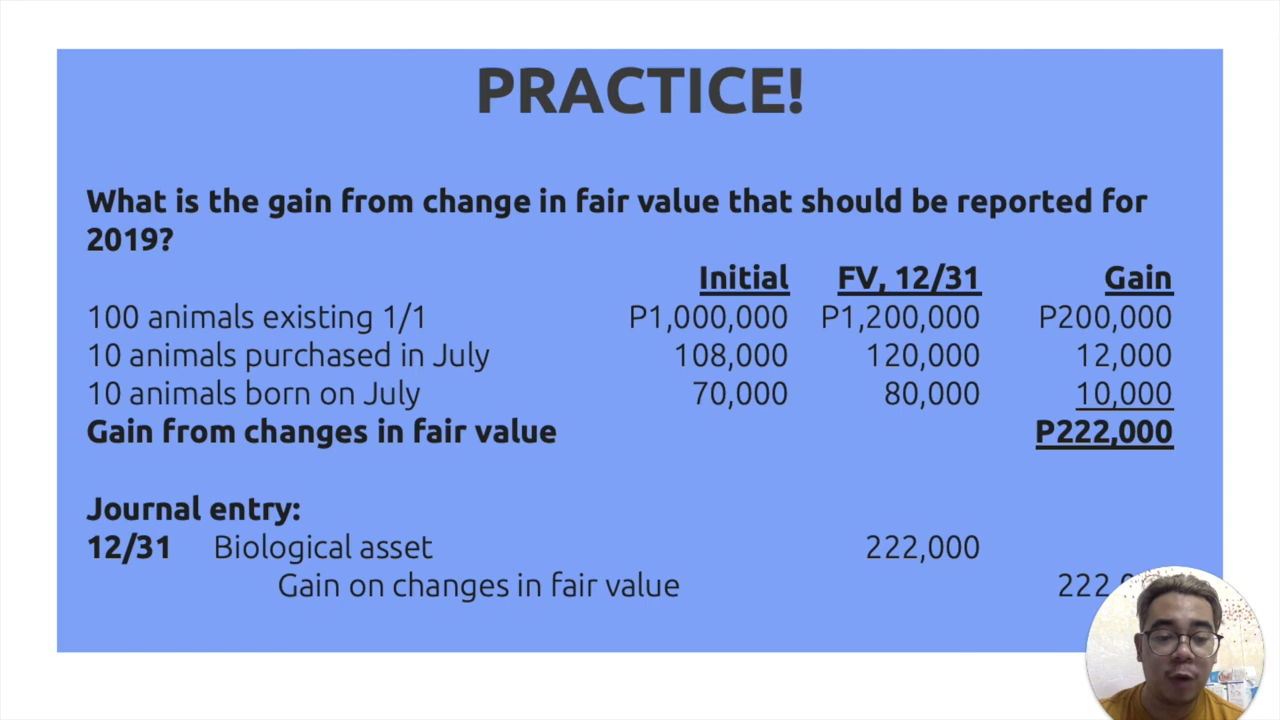 PRACTICE!
What is the gain from change in fair value that should be reported for
2019?
Initial FV, 12/31 Gain
100 animals existing 1/1 P1,000,000 P1,200,000 P200,000
10 animals purchased in July 108,000 120,000 12,000
10 animals born on July 70,000 80,000 10,000
Gain from changes in fair value P222,000
Journal entry:
12/31 Biological asset 222,000
Gain on changes in fair value